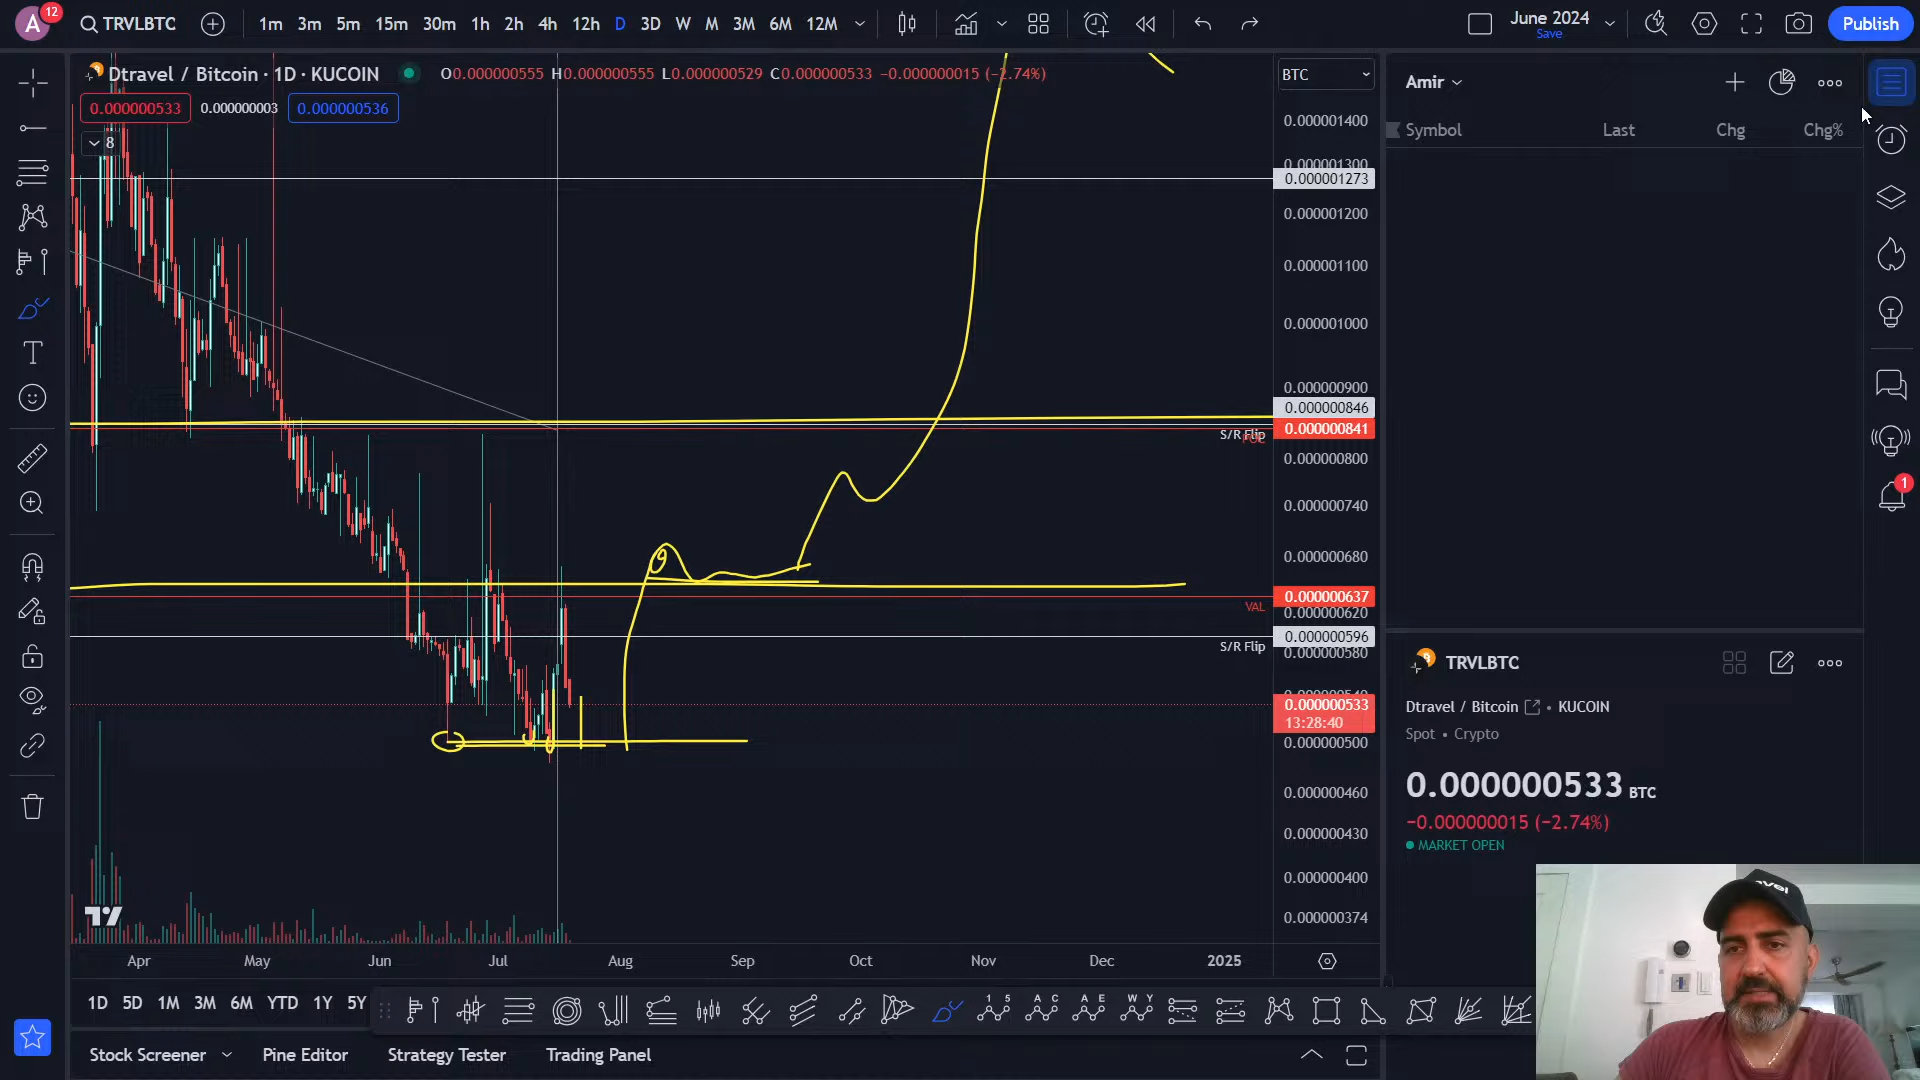 A 12 TRVLBTC 1m 3m 5m 15m 30m 1h 2h 4h 12h D 3D W M 3M 6M 12M June 2024 Save Publish
Dtravel / Bitcoin · 1D · KUCOIN O0.000000555 H0.000000555 L0.000000529 C0.000000533 −0.000000015 (−2.74%) BTC
0.000000533 0.000000003 0.000000536
8
0.000001400
0.000001300
0.000001273
0.000001200
0.000001100
0.000001000
0.000000900
0.000000846
S/R Flip 0.000000841
0.000000800
0.000000740
0.000000680
0.000000637
VAL 0.000000620
0.000000596
S/R Flip 0.000000580
0.000000533
13:28:40
0.000000500
0.000000460
0.000000430
0.000000400
0.000000374
Apr May Jun Jul Aug Sep Oct Nov Dec 2025
1D 5D 1M 3M 6M YTD 1Y 5Y
1 5 A C A E W Y
Stock Screener Pine Editor Strategy Tester Trading Panel
Amir
Symbol Last Chg Chg%
1
TRVLBTC
Dtravel / Bitcoin • KUCOIN
Spot • Crypto
0.000000533 BTC
−0.000000015 (−2.74%)
MARKET OPEN